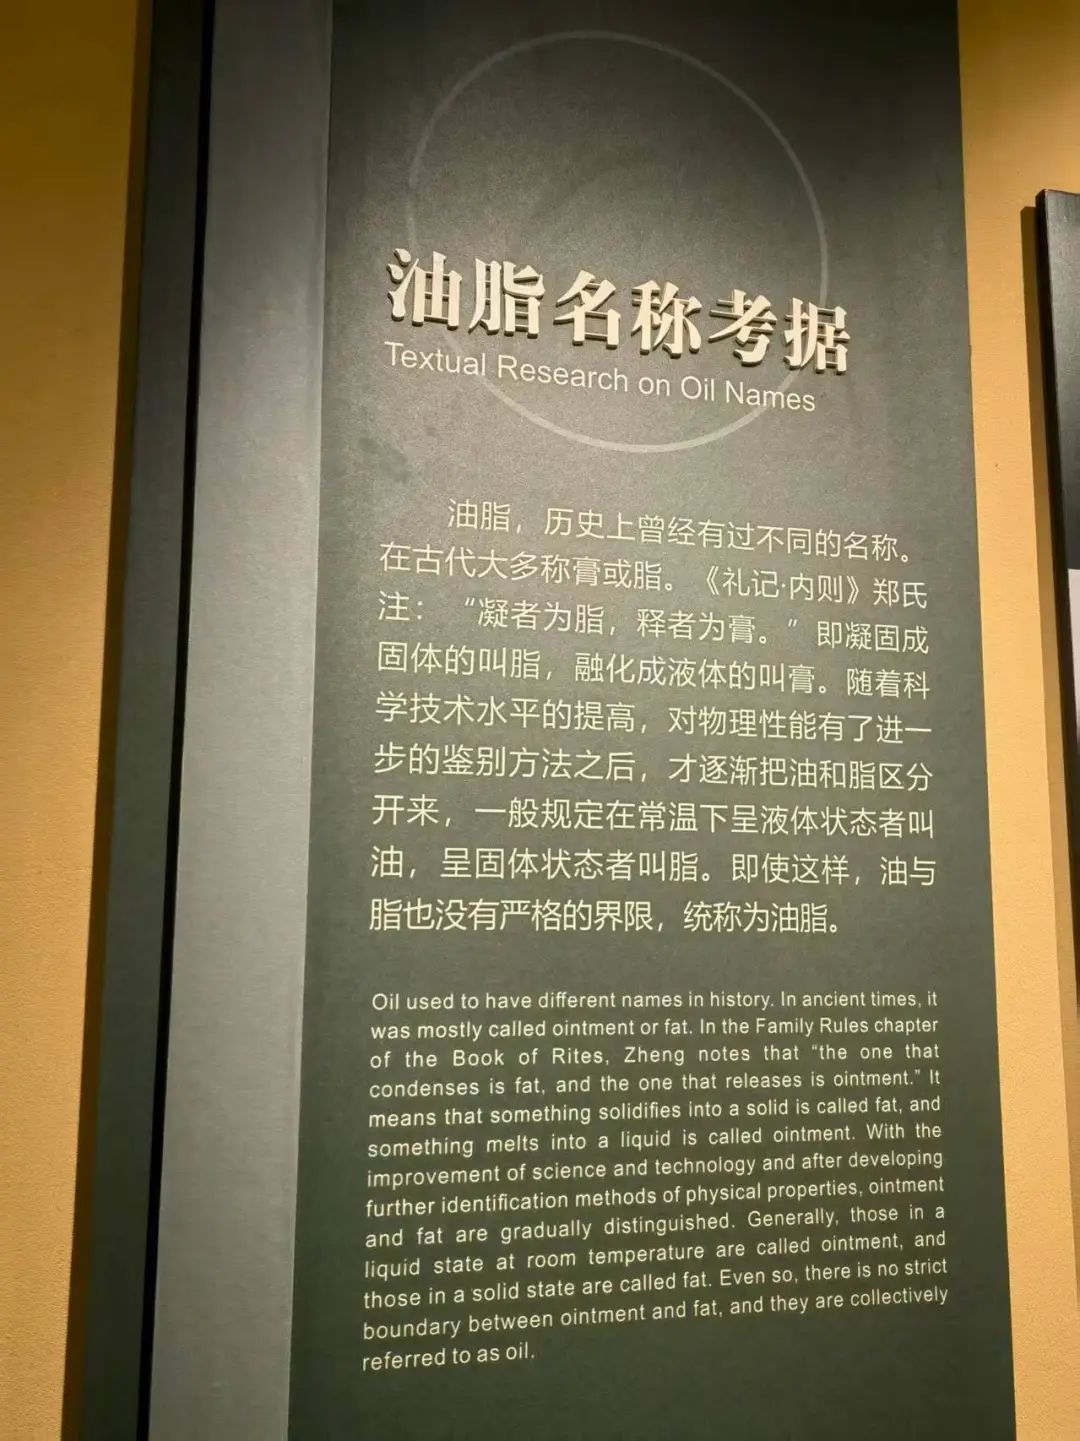 油脂名称考据
Textual Research on Oil Names
油脂，历史上曾经有过不同的名称。
在古代大多称膏或脂。《礼记·内则》郑氏
注：“凝者为脂，释者为膏。”即凝固成
固体的叫脂，融化成液体的叫膏。随着科
学技术水平的提高，对物理性能有了进一
步的鉴别方法之后，才逐渐把油和脂区分
开来，一般规定在常温下呈液体状态者叫
油，呈固体状态者叫脂。即使这样，油与
脂也没有严格的界限，统称为油脂。
Oil used to have different names in history. In ancient times, it
was mostly called ointment or fat. In the Family Rules chapter
of the Book of Rites, Zheng notes that “the one that
condenses is fat, and the one that releases is ointment.” It
means that something solidifies into a solid is called fat, and
something melts into a liquid is called ointment. With the
improvement of science and technology and after developing
further identification methods of physical properties, ointment
and fat are gradually distinguished. Generally, those in a
liquid state at room temperature are called ointment, and
those in a solid state are called fat. Even so, there is no strict
boundary between ointment and fat, and they are collectively
referred to as oil.